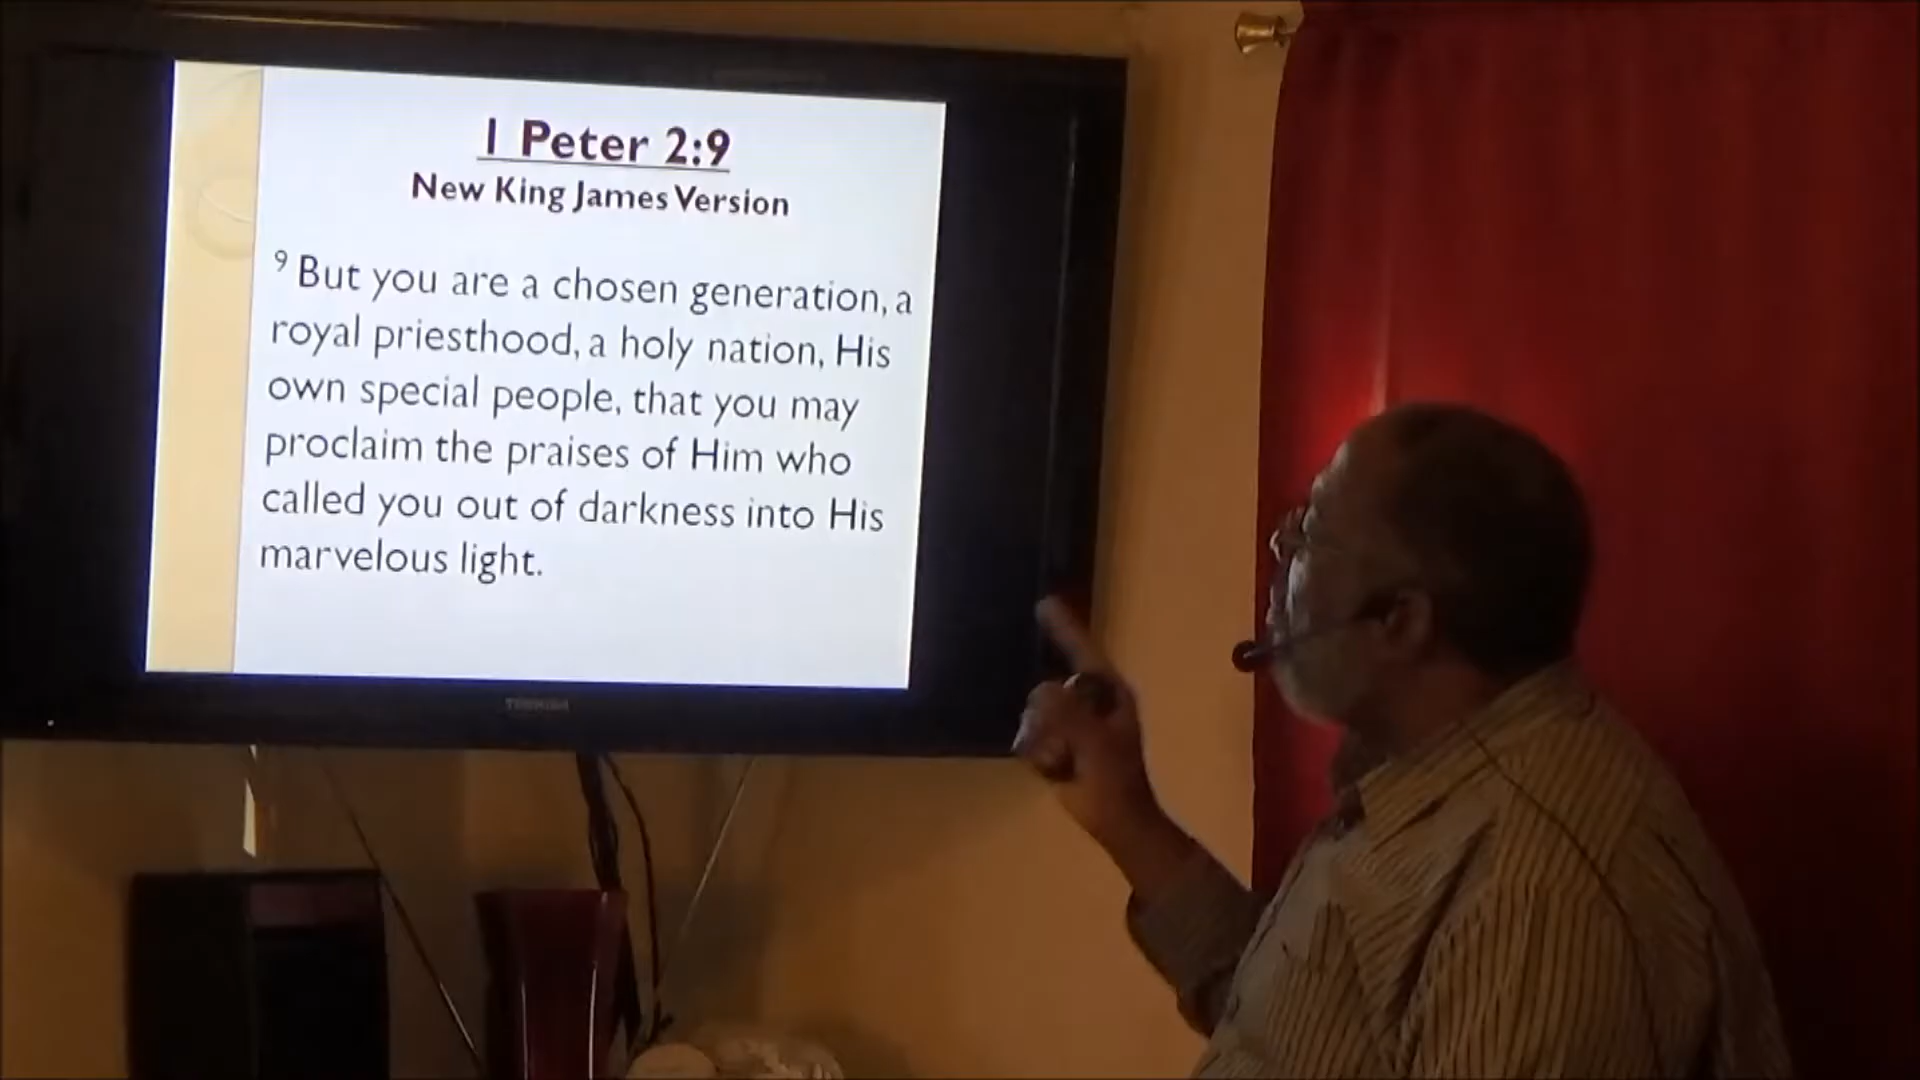 1 Peter 2:9
New King James Version
9 But you are a chosen generation, a
royal priesthood, a holy nation, His
own special people, that you may
proclaim the praises of Him who
called you out of darkness into His
marvelous light.
TOSHIBA